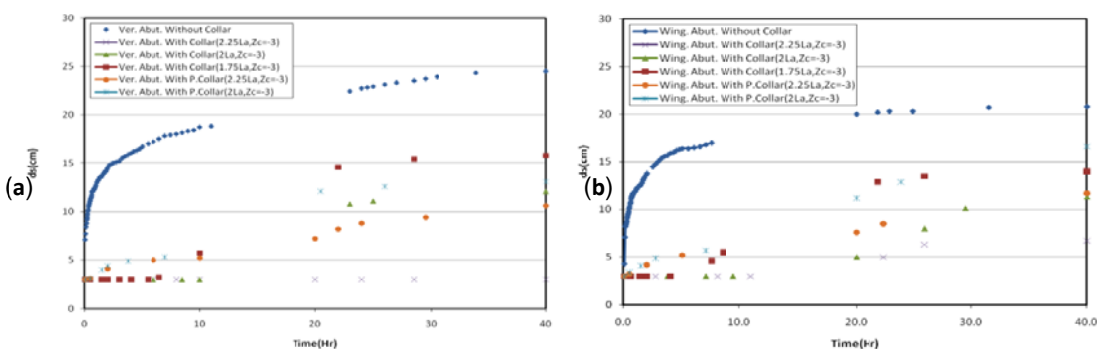 30
25
20
15
10
5
0
ds(cm)
(a)
Ver. Abut. Without Collar
Ver. Abut. With Collar(2.25La,Zc=-3)
Ver. Abut. With Collar(2La,Zc=-3)
Ver. Abut. With Collar(1.75La,Zc=-3)
Ver. Abut. With P.Collar(2.25La,Zc=-3)
Ver. Abut. With P.Collar(2La,Zc=-3)
0 10 20 30 40
Time(Hr)
30
25
20
15
10
5
0
ds(cm)
(b)
Wing. Abut. Without Collar
Wing. Abut. With Collar(2.25La,Zc=-3)
Wing. Abut. With Collar(2La,Zc=-3)
Wing. Abut. With Collar(1.75La,Zc=-3)
Wing. Abut. With P.Collar(2.25La,Zc=-3)
Wing. Abut. With P.Collar(2La,Zc=-3)
0.0 10.0 20.0 30.0 40.0
Time(Hr)